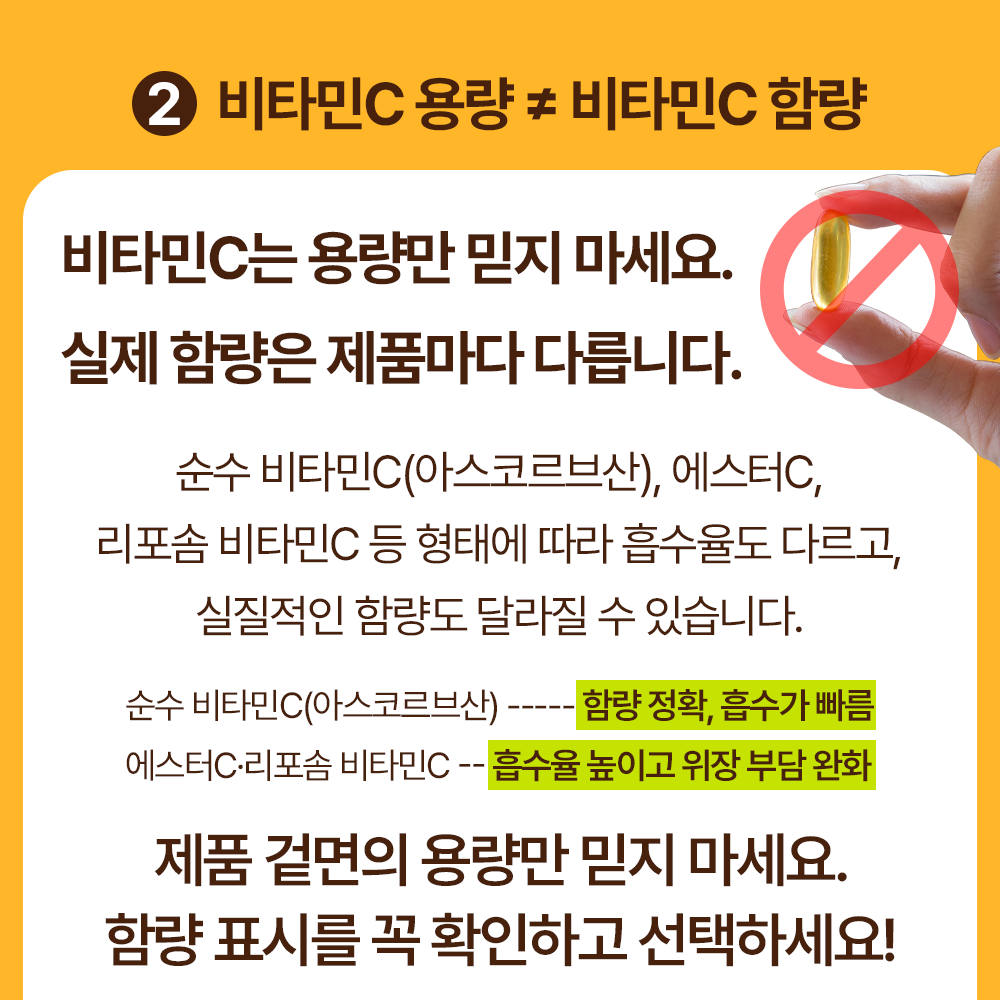 2 비타민C 용량 ≠ 비타민C 함량
비타민C는 용량만 믿지 마세요.
실제 함량은 제품마다 다릅니다.
순수 비타민C(아스코르브산), 에스터C,
리포솜 비타민C 등 형태에 따라 흡수율도 다르고,
실질적인 함량도 달라질 수 있습니다.
순수 비타민C(아스코르브산) ----- 함량 정확, 흡수가 빠름
에스터C·리포솜 비타민C -- 흡수율 높이고 위장 부담 완화
제품 겉면의 용량만 믿지 마세요.
함량 표시를 꼭 확인하고 선택하세요!